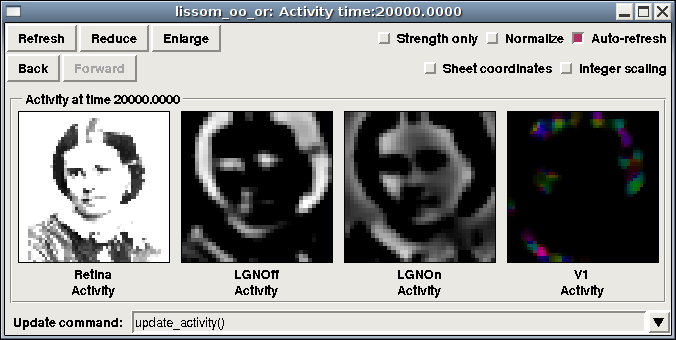 lissom_oo_or: Activity time:20000.0000
Refresh Reduce Enlarge Strength only Normalize Auto-refresh
Back Forward Sheet coordinates Integer scaling
Activity at time 20000.0000
Retina LGNOff LGNOn V1
Activity Activity Activity Activity
Update command: update_activity()